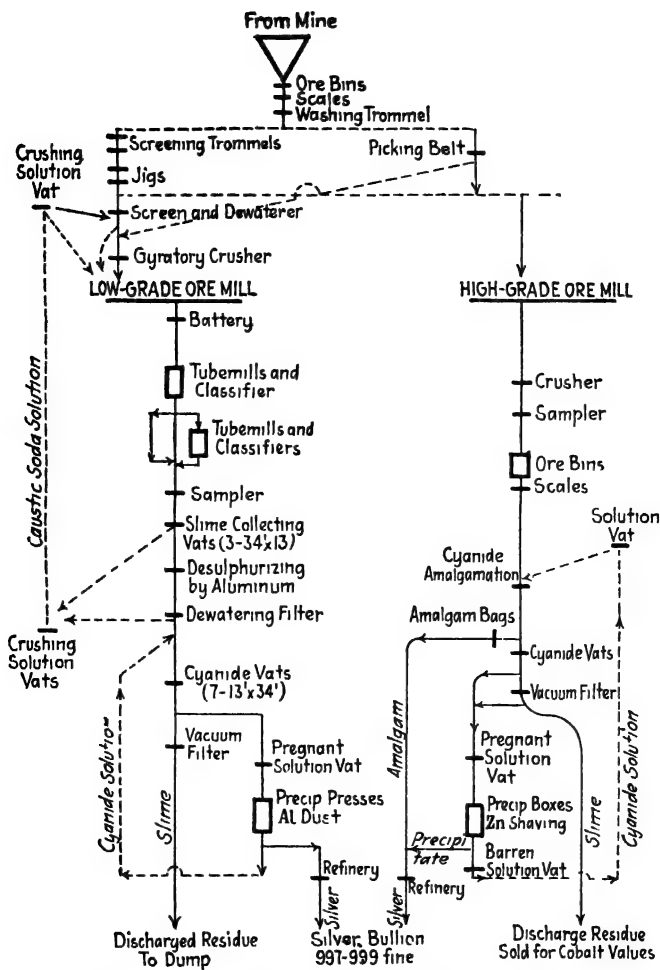 From Mine
Ore Bins
Scales
Washing Trommel
Screening Trommels
Picking Belt
Crushing
Solution
Vat
Jigs
Screen and Dewaterer
Gyratory Crusher
LOW-GRADE ORE MILL
HIGH-GRADE ORE MILL
Battery
Tubemills and
Classifier
Tubemills and
Classifiers
Sampler
Slime Collecting
Vats (3-34'x13)
Desulphurizing
by Aluminum
Dewatering Filter
Caustic Soda Solution
Crushing
Solution
Vats
Cyanide Vats
(7-13'x34')
Vacuum
Filter
Cyanide Solution
Slime
Pregnant
Solution Vat
Precip Presses
Al Dust
Refinery
Silver
Discharged Residue
To Dump
Crusher
Sampler
Ore Bins
Scales
Solution
Vat
Cyanide
Amalgamation
Amalgam Bags
Cyanide Vats
Vacuum Filter
Amalgam
Pregnant
Solution
Vat
Precip Boxes
Zn Shaving
Precipi
tate
Barren
Solution Vat
Refinery
Silver
Slime
Cyanide Solution
Silver, Bullion
997-999 fine
Discharge Residue
Sold for Cobalt Values